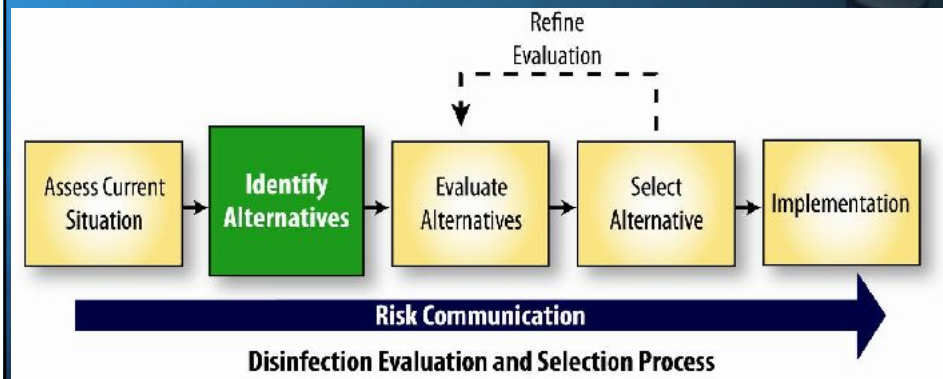 Refine
Evaluation
Assess Current
Situation
Identify
Alternatives
Evaluate
Alternatives
Select
Alternative
Implementation
Risk Communication
Disinfection Evaluation and Selection Process